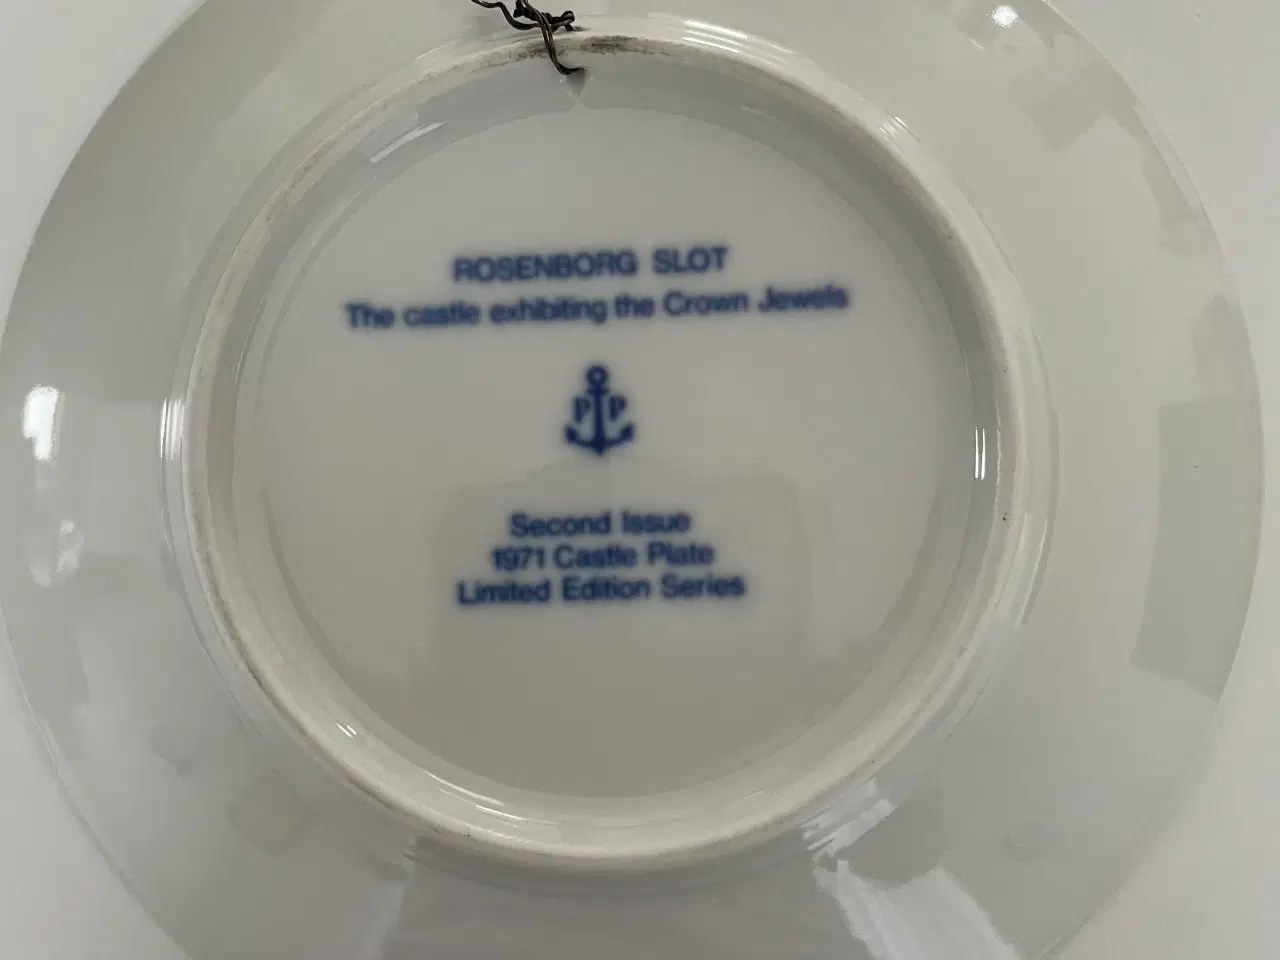 ROSENBORG SLOT
The castle exhibiting the Crown Jewels
P P
Second Issue
1971 Castle Plate
Limited Edition Series